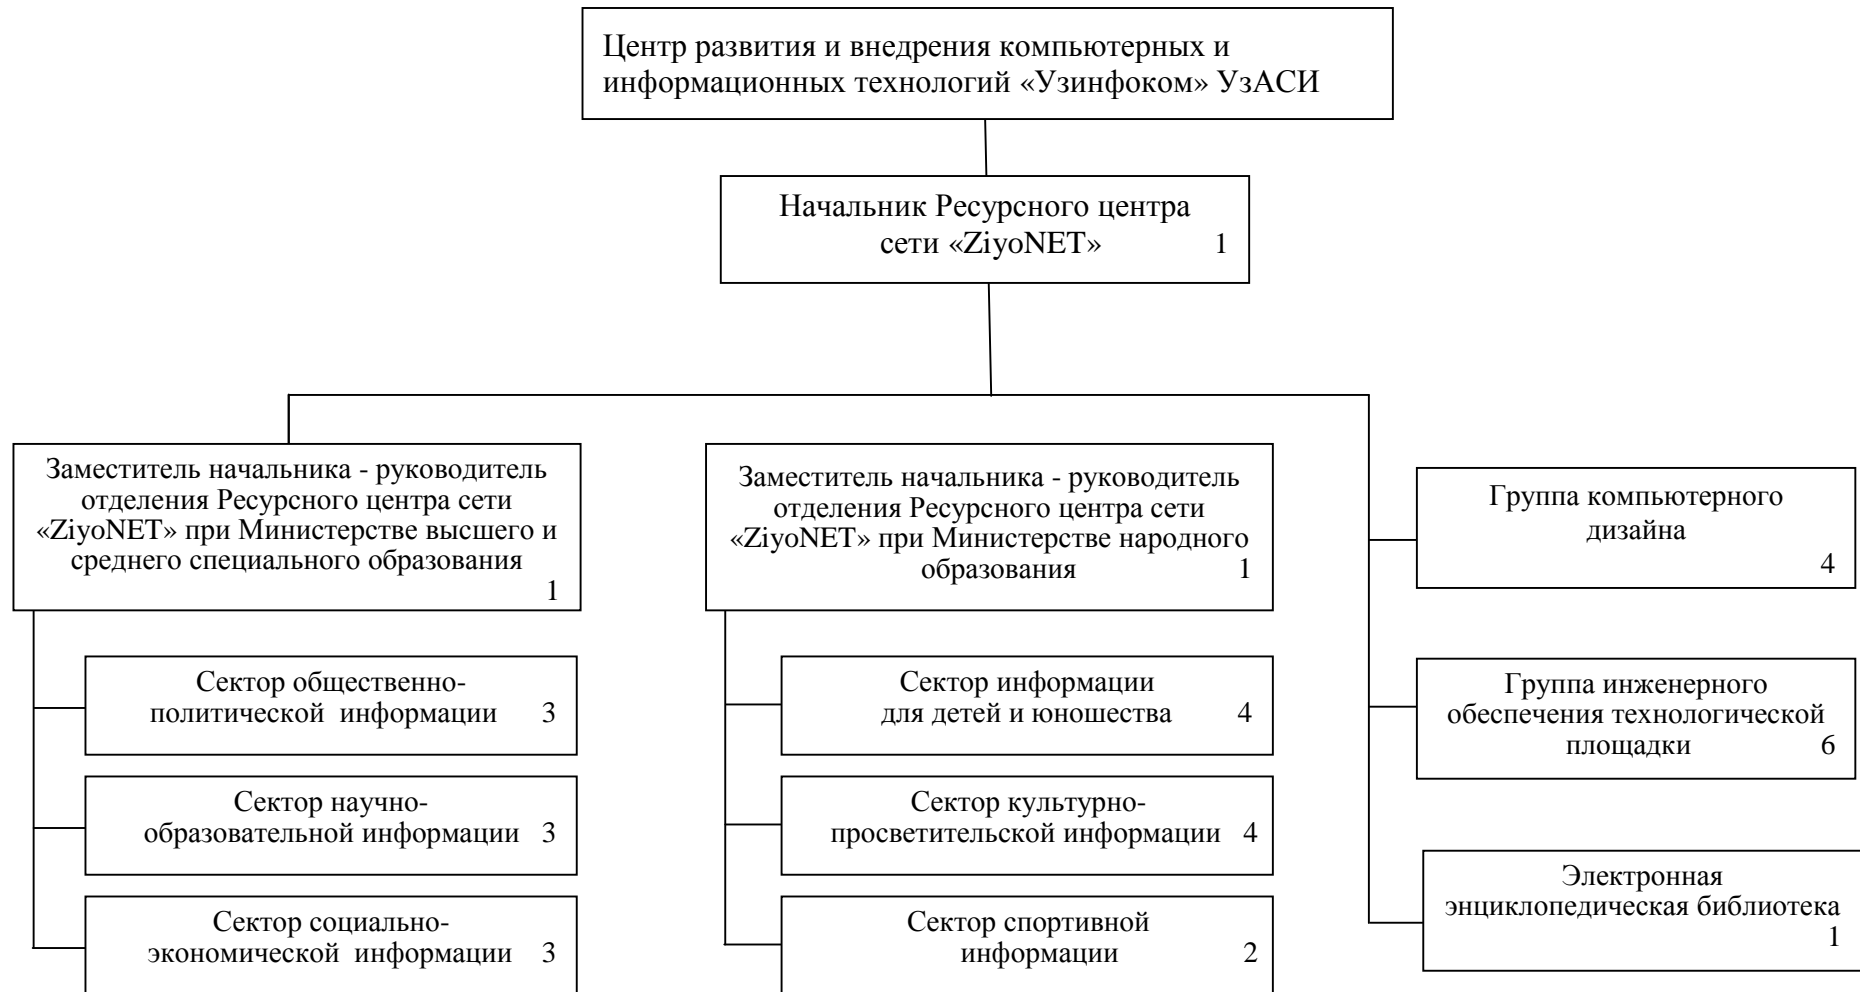 Центр развития и внедрения компьютерных и
информационных технологий «Узинфоком» УзАСИ
Начальник Ресурсного центра
сети «ZiyoNET» 1
Заместитель начальника - руководитель
отделения Ресурсного центра сети
«ZiyoNET» при Министерстве высшего и
среднего специального образования
1
Сектор общественно-
политической информации 3
Сектор научно-
образовательной информации 3
Сектор социально-
экономической информации 3
Заместитель начальника - руководитель
отделения Ресурсного центра сети
«ZiyoNET» при Министерстве народного
образования 1
Сектор информации
для детей и юношества 4
Сектор культурно-
просветительской информации 4
Сектор спортивной
информации 2
Группа компьютерного
дизайна
4
Группа инженерного
обеспечения технологической
площадки 6
Электронная
энциклопедическая библиотека
1